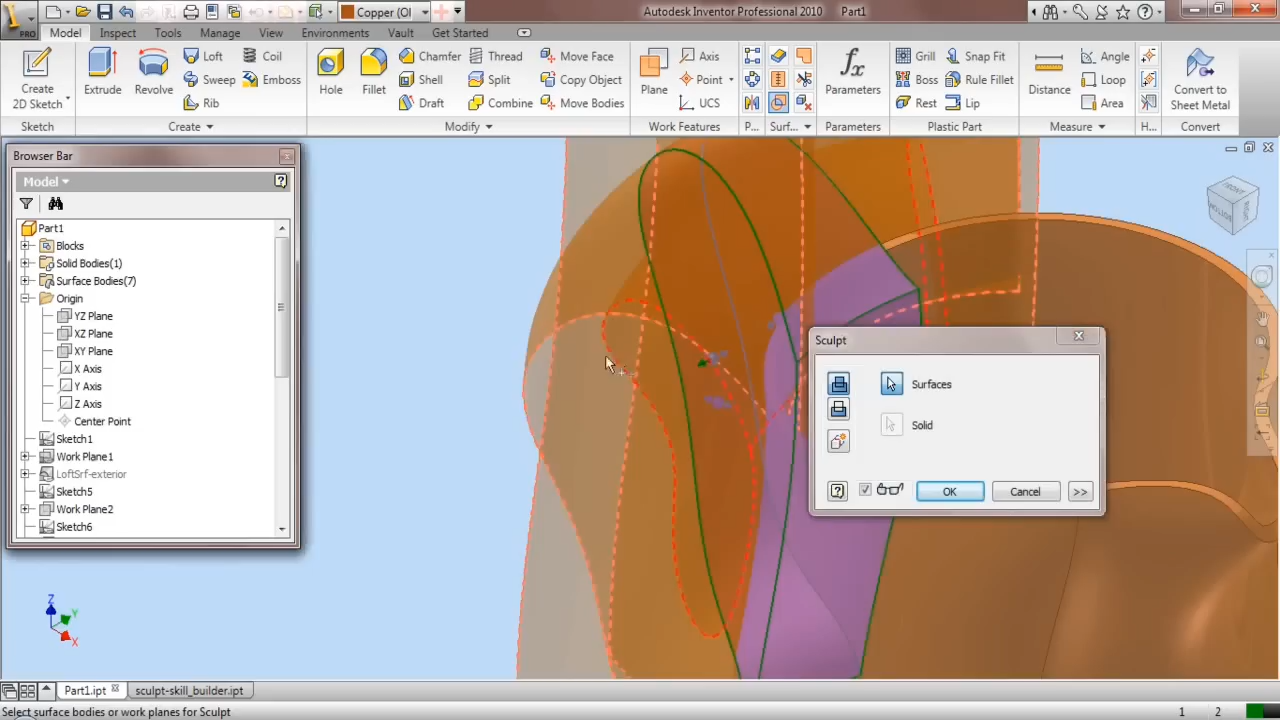 Copper (Ol
Autodesk Inventor Professional 2010 Part1
PRO
Model Inspect Tools Manage View Environments Vault Get Started
Create
2D Sketch
Extrude
Revolve
Loft
Sweep
Rib
Coil
Emboss
Hole
Fillet
Chamfer
Shell
Draft
Thread
Split
Combine
Move Face
Copy Object
Move Bodies
Plane
Axis
Point
UCS
fx
Parameters
Grill
Boss
Rest
Snap Fit
Rule Fillet
Lip
Distance
Angle
Loop
Area
Convert to
Sheet Metal
Sketch Create Modify Work Features P... Surf... Parameters Plastic Part Measure H... Convert
Browser Bar
Model
Part1
Blocks
Solid Bodies(1)
Surface Bodies(7)
Origin
YZ Plane
XZ Plane
XY Plane
X Axis
Y Axis
Z Axis
Center Point
Sketch1
Work Plane1
LoftSrf-exterior
Sketch5
Work Plane2
Sketch6
FRONT
Sculpt
Surfaces
Solid
OK Cancel >>
Z
Y
X
Part1.ipt sculpt-skill_builder.ipt
Select surface bodies or work planes for Sculpt 1 2